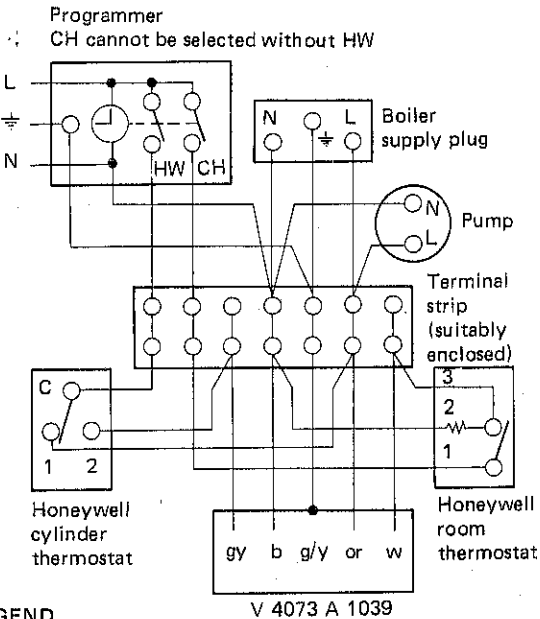 Programmer
CH cannot be selected without HW
L
N
HW CH
N
L
Boiler
supply plug
N
L
Pump
Terminal
strip
(suitably
enclosed)
C
1 2
Honeywell
cylinder
thermostat
3
2
1
Honeywell
room
thermostat
gy b g/y or w
V 4073 A 1039
GEND